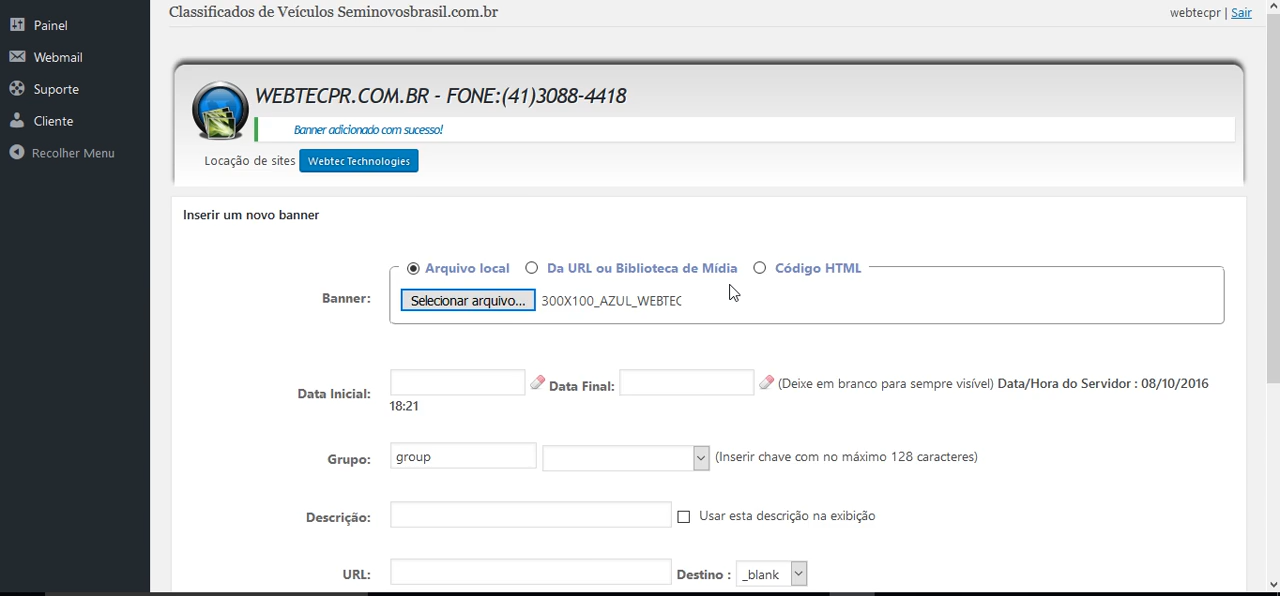 Classificados de Veículos Seminovosbrasil.com.br
webtecpr | Sair
Painel
Webmail
Suporte
Cliente
Recolher Menu
WEBTECPR.COM.BR - FONE:(41)3088-4418
Banner adicionado com sucesso!
Locação de sites Webtec Technologies
Inserir um novo banner
Arquivo local Da URL ou Biblioteca de Mídia Código HTML
Banner: Selecionar arquivo... 300X100_AZUL_WEBTEC
Data Inicial: Data Final: (Deixe em branco para sempre visível) Data/Hora do Servidor : 08/10/2016
18:21
Grupo: group (Inserir chave com no máximo 128 caracteres)
Descrição: Usar esta descrição na exibição
URL: Destino : _blank